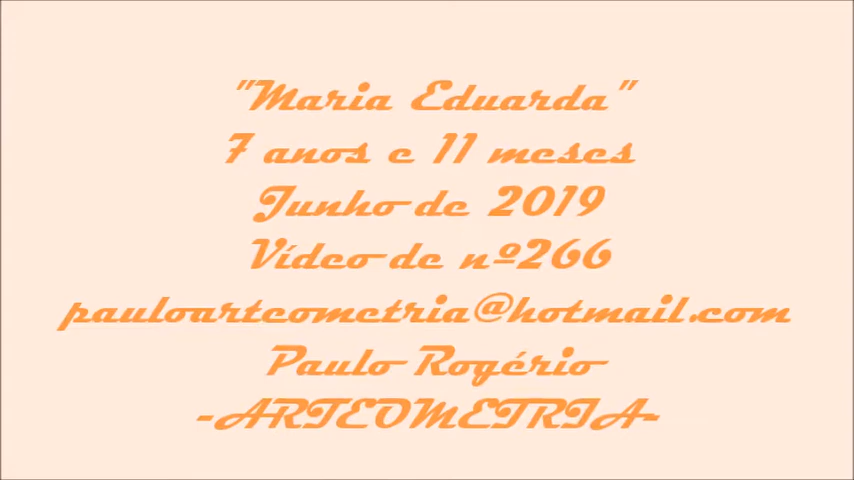 "Maria Eduarda"
7 anos e 11 meses
Junho de 2019
Vídeo de nº266
pauloarteometria@hotmail.com
Paulo Rogério
-ARTEOMETRIA-